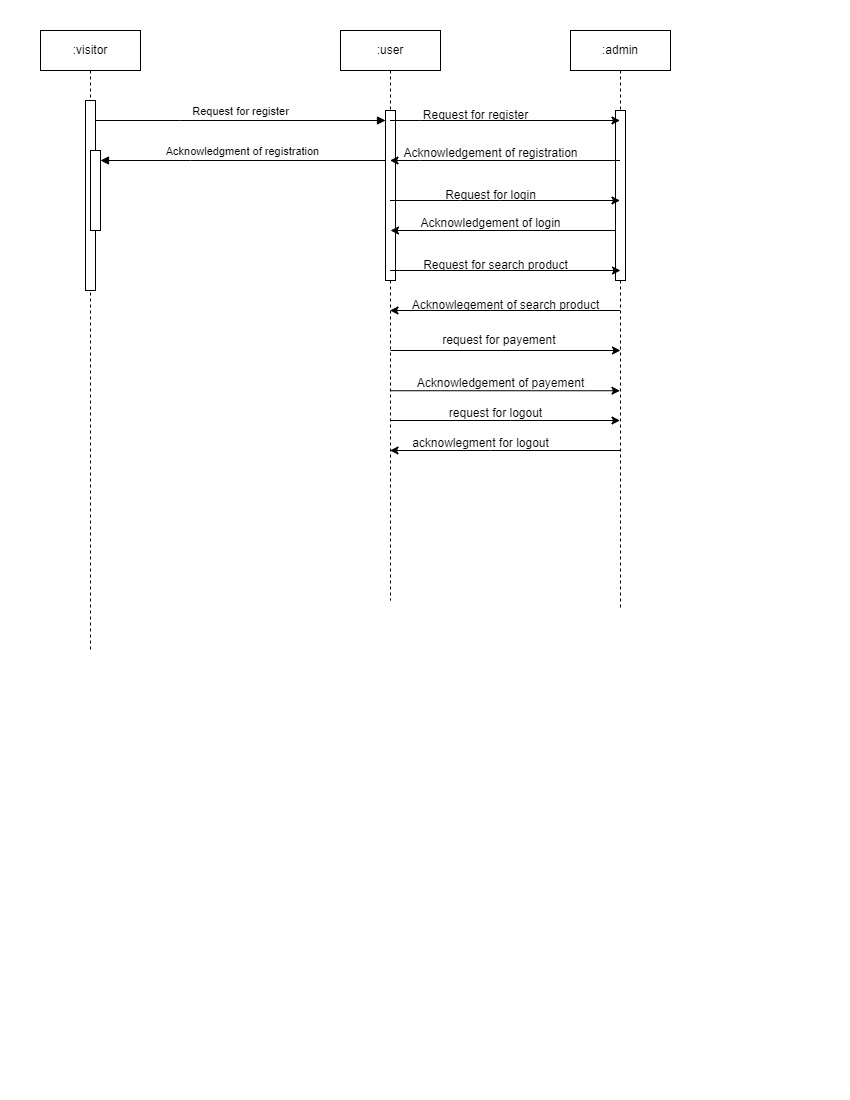 :visitor
:user
:admin
Request for register
Request for register
Acknowledgment of registration
Acknowledgement of registration
Request for login
Acknowledgement of login
Request for search product
Acknowlegement of search product
request for payement
Acknowledgement of payement
request for logout
acknowlegment for logout